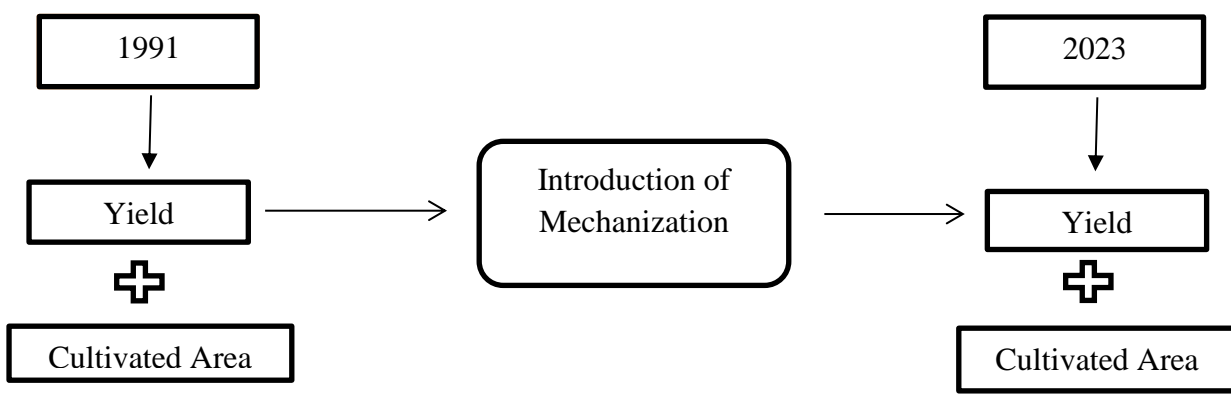 1991
Yield
Cultivated Area
Introduction of
Mechanization
2023
Yield
Cultivated Area